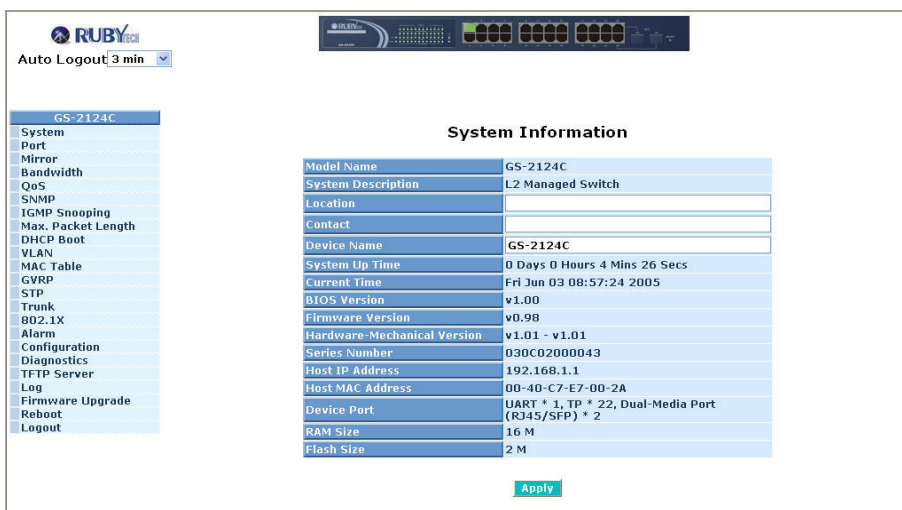 RUBYTECH
Auto Logout 3 min
GS-2124C
System
Port
Mirror
Bandwidth
QoS
SNMP
IGMP Snooping
Max. Packet Length
DHCP Boot
VLAN
MAC Table
GVRP
STP
Trunk
802.1X
Alarm
Configuration
Diagnostics
TFTP Server
Log
Firmware Upgrade
Reboot
Logout
System Information
Model Name GS-2124C
System Description L2 Managed Switch
Location
Contact
Device Name GS-2124C
System Up Time 0 Days 0 Hours 4 Mins 26 Secs
Current Time Fri Jun 03 08:57:24 2005
BIOS Version v1.00
Firmware Version v0.98
Hardware-Mechanical Version v1.01 - v1.01
Series Number 030C02000043
Host IP Address 192.168.1.1
Host MAC Address 00-40-C7-E7-00-2A
Device Port UART * 1, TP * 22, Dual-Media Port
(RJ45/SFP) * 2
RAM Size 16 M
Flash Size 2 M
Apply